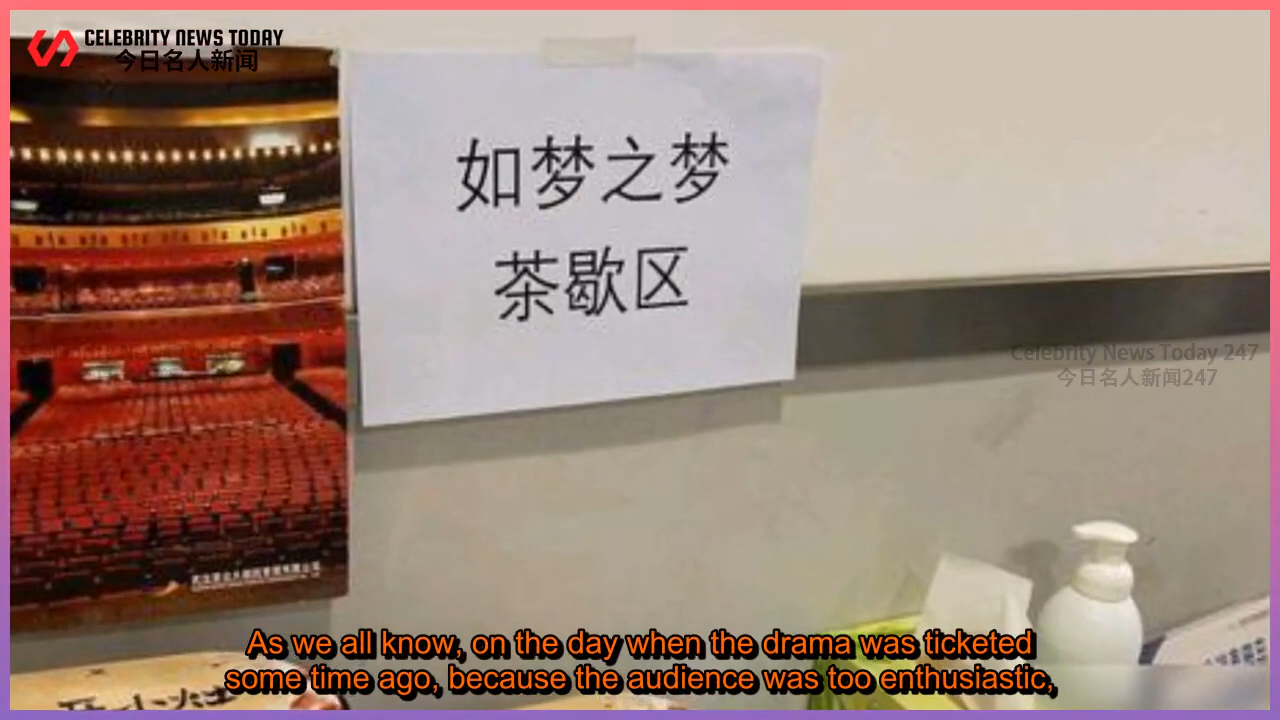 CELEBRITY NEWS TODAY
今日名人新闻
如梦之梦
茶歇区
Celebrity News Today 247
今日名人新闻247
As we all know, on the day when the drama was ticketed
some time ago, because the audience was too enthusiastic,